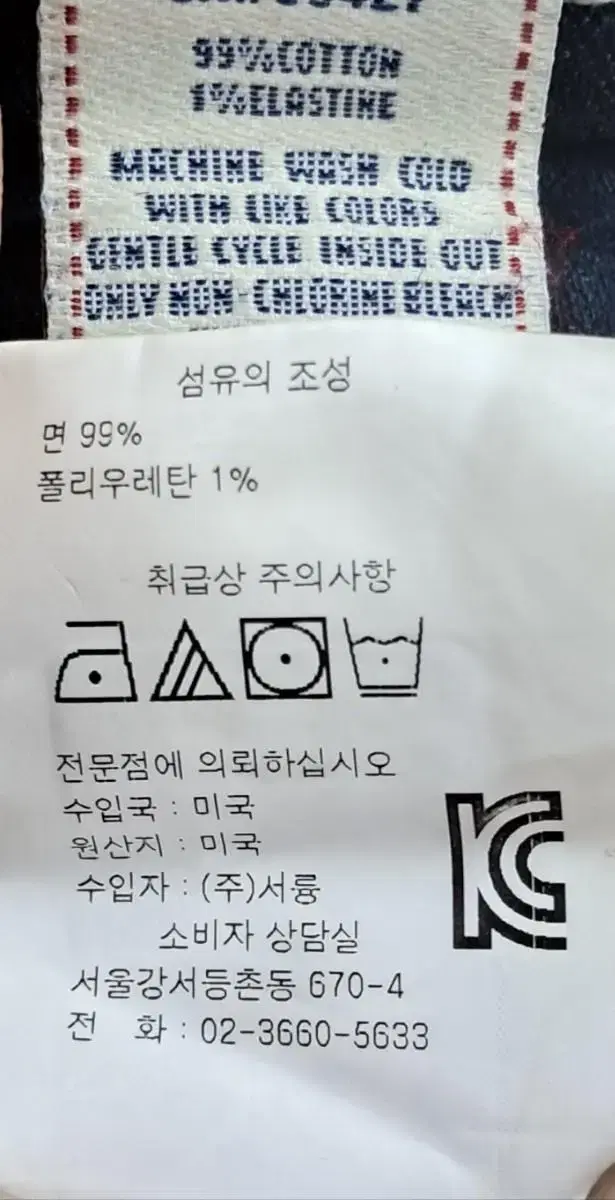 99%COTTON
1%ELASTINE
MACHINE WASH COLD
WITH LIKE COLORS
GENTLE CYCLE INSIDE OUT
ONLY NON-CHLORINE BLEACH
섬유의 조성
면 99%
폴리우레탄 1%
취급상 주의사항
전문점에 의뢰하십시오
수입국 : 미국
원산지 : 미국
수입자 : (주)서륭
소비자 상담실
서울강서등촌동 670-4
전 화 : 02-3660-5633